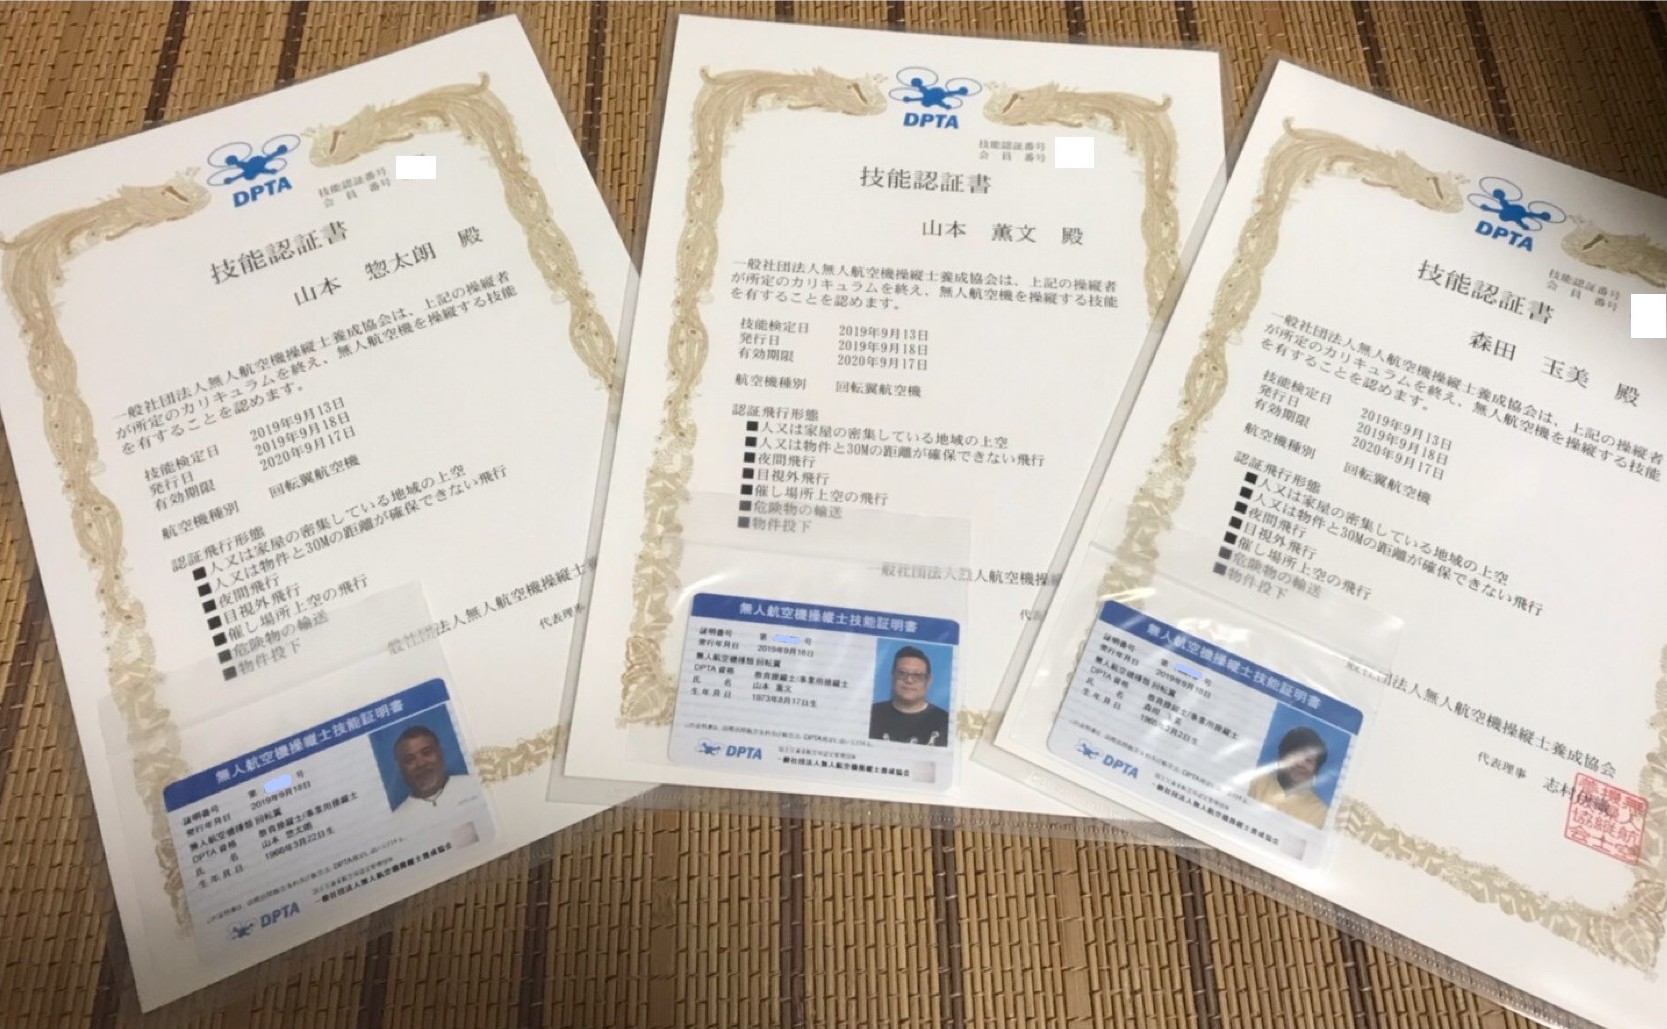 DPTA
技能認証番号
会員番号
技能認証書
山本 惣太朗 殿
一般社団法人無人航空機操縦士養成協会は、上記の操縦者
が所定のカリキュラムを終え、無人航空機を操縦する技能
を有することを認めます。
技能検定日 2019年9月13日
発行日 2019年9月18日
有効期限 2020年9月17日
航空機種別 回転翼航空機
認証飛行形態
■人又は家屋の密集している地域の上空
■人又は物件と30Mの距離が確保できない飛行
■夜間飛行
■目視外飛行
■催し場所上空の飛行
■危険物の輸送
■物件投下
般社団法人無人航空機操縦士
代表理事
無人航空機操縦士技能証明書
証明番号 第 号
発行年月日 2019年9月18日
無人航空機種類 回転翼
DPTA 資格 教員操縦士/事業用操縦士
氏名 山本 惣太朗
生年月日 1966年3月22日生
DPTA
一般社団法人無人航空機操縦士養成協会
DPTA
技能認証番号
会員番号
技能認証書
山本 薫文 殿
一般社団法人無人航空機操縦士養成協会は、上記の操縦者
が所定のカリキュラムを終え、無人航空機を操縦する技能
を有することを認めます。
技能検定日 2019年9月13日
発行日 2019年9月18日
有効期限 2020年9月17日
航空機種別 回転翼航空機
認証飛行形態
■人又は家屋の密集している地域の上空
■人又は物件と30Mの距離が確保できない飛行
■夜間飛行
■目視外飛行
■催し場所上空の飛行
■危険物の輸送
■物件投下
一般社団法人無人航空機操縦
代
無人航空機操縦士技能証明書
証明番号 第 号
発行年月日 2019年9月18日
無人航空機種類 回転翼
DPTA 資格 教員操縦士/事業用操縦士
氏名 山本 薫文
生年月日 1973年8月17日生
DPTA
一般社団法人無人航空機操縦士養成協会
DPTA
技能認証番号
会員番号
技能認証書
森田 玉美 殿
一般社団法人無人航空機操縦士養成協会は、上記の操縦者
が所定のカリキュラムを終え、無人航空機を操縦する技能
を有することを認めます。
技能検定日 2019年9月13日
発行日 2019年9月18日
有効期限 2020年9月17日
航空機種別 回転翼航空機
認証飛行形態
■人又は家屋の密集している地域の上空
■人又は物件と30Mの距離が確保できない飛行
■夜間飛行
■目視外飛行
■催し場所上空の飛行
■危険物の輸送
■物件投下
社団法人無人航空機操縦士養成協会
代表理事 志村
無人航空機操縦士技能証明書
証明番号 第 号
発行年月日 2019年9月18日
無人航空機種類 回転翼
DPTA 資格 教員操縦士/事業用操縦士
氏名 森田 玉美
生年月日
DPTA
一般社団法人無人航空機操縦士養成協会